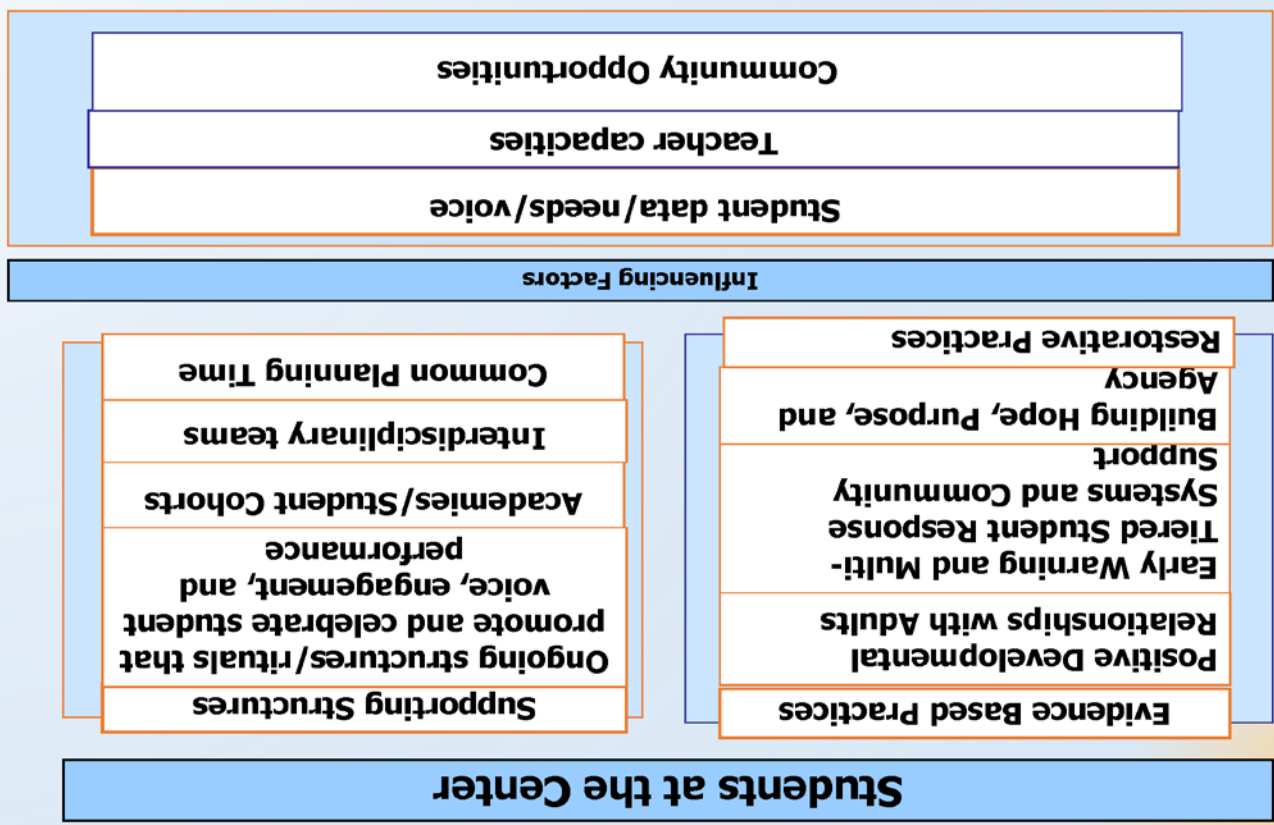 Students at the Center
Evidence Based Practices
Positive Developmental
Relationships with Adults
Early Warning and Multi-
Tiered Student Response
Systems and Community
Support
Building Hope, Purpose, and
Agency
Restorative Practices
Supporting Structures
Ongoing structures/rituals that
promote and celebrate student
voice, engagement, and
performance
Academies/Student Cohorts
Interdisciplinary teams
Common Planning Time
Influencing Factors
Student data/needs/voice
Teacher capacities
Community Opportunities